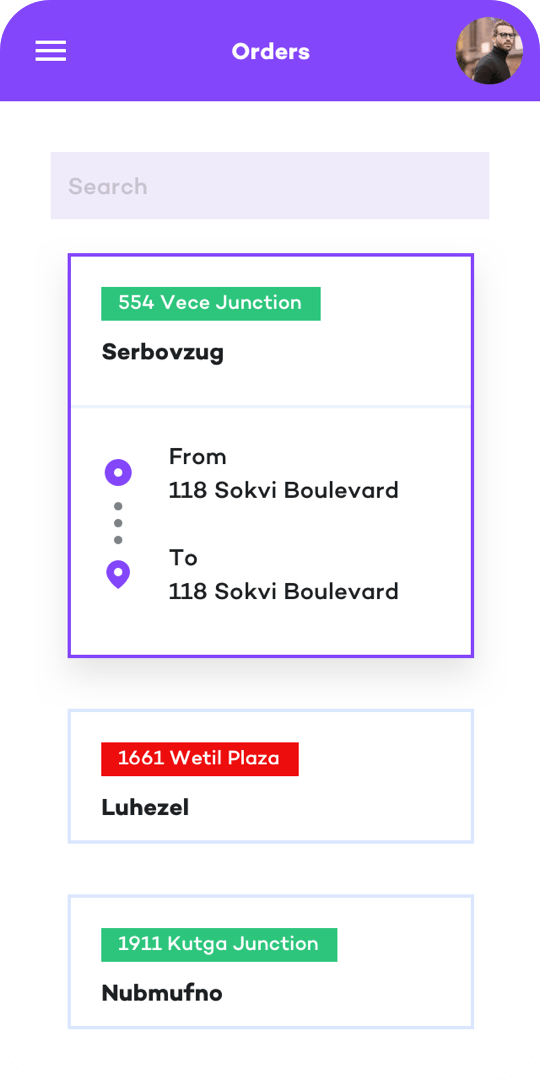 Orders
Search
554 Vece Junction
Serbovzug
From
118 Sokvi Boulevard
To
118 Sokvi Boulevard
1661 Wetil Plaza
Luhezel
1911 Kutga Junction
Nubmufno